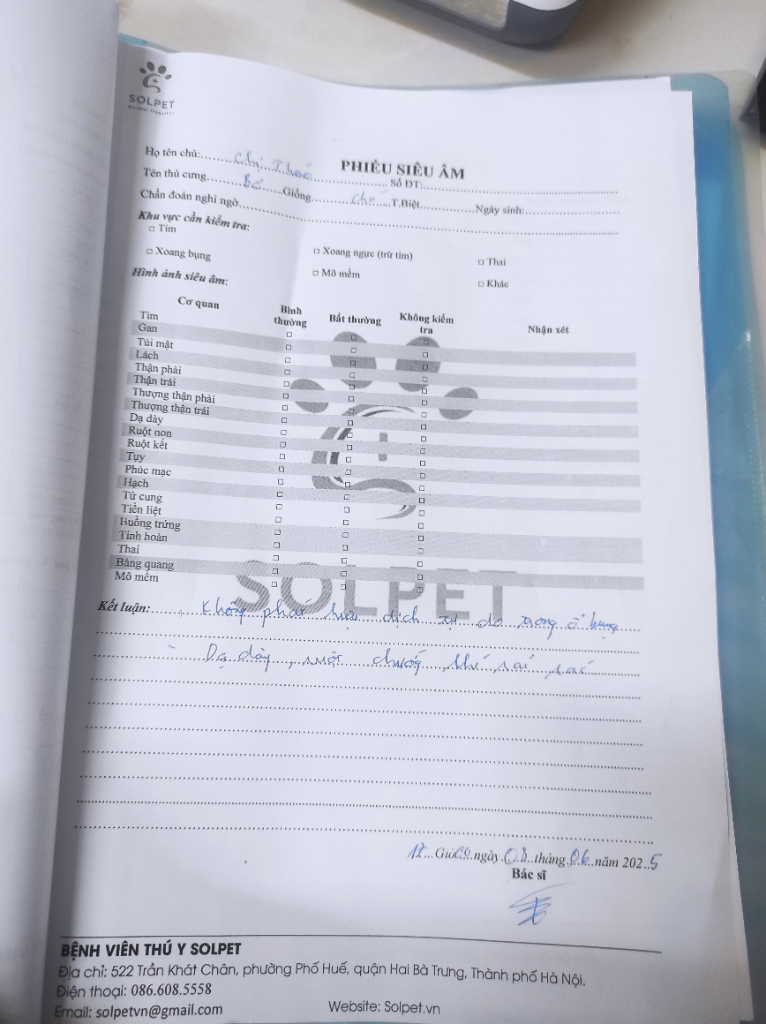 SOLPET
PHIẾU SIÊU ÂM
Họ tên chủ: Chị Số ĐT:
Tên thú cưng Giống T.Biệt Ngày sinh:
Chẩn đoán nghi ngờ
Khu vực cần kiểm tra:
□ Tim □ Xoang ngực (trừ tim) □ Thai
□ Xoang bụng □ Mô mềm □ Khác
Hình ảnh siêu âm:
Cơ quan Bình thường Bất thường Không kiểm tra Nhận xét
Tim □ □ □
Gan □ □ □
Túi mật □ □ □
Lách □ □ □
Thận phải □ □ □
Thận trái □ □ □
Thượng thận phải □ □ □
Thượng thận trái □ □ □
Dạ dày □ □ □
Ruột non □ □ □
Ruột kết □ □ □
Tụy □ □ □
Phúc mạc □ □ □
Hạch □ □ □
Tử cung □ □ □
Tiền liệt □ □ □
Buồng trứng □ □ □
Tinh hoàn □ □ □
Thai □ □ □
Bàng quang □ □ □
Mô mềm □ □ □
SOLPET
Kết luận: - Không phát hiện dịch tự do trong ổ bụng
- Dạ dày, ruột chướng khí rải rác
17 Giờ 00 ngày 08 tháng 06 năm 2025
Bác sĩ
BỆNH VIỆN THÚ Y SOLPET
Địa chỉ: 522 Trần Khát Chân, phường Phố Huế, quận Hai Bà Trưng, Thành phố Hà Nội.
Điện thoại: 086.608.5558
Email: solpetvn@gmail.com Website: Solpet.vn